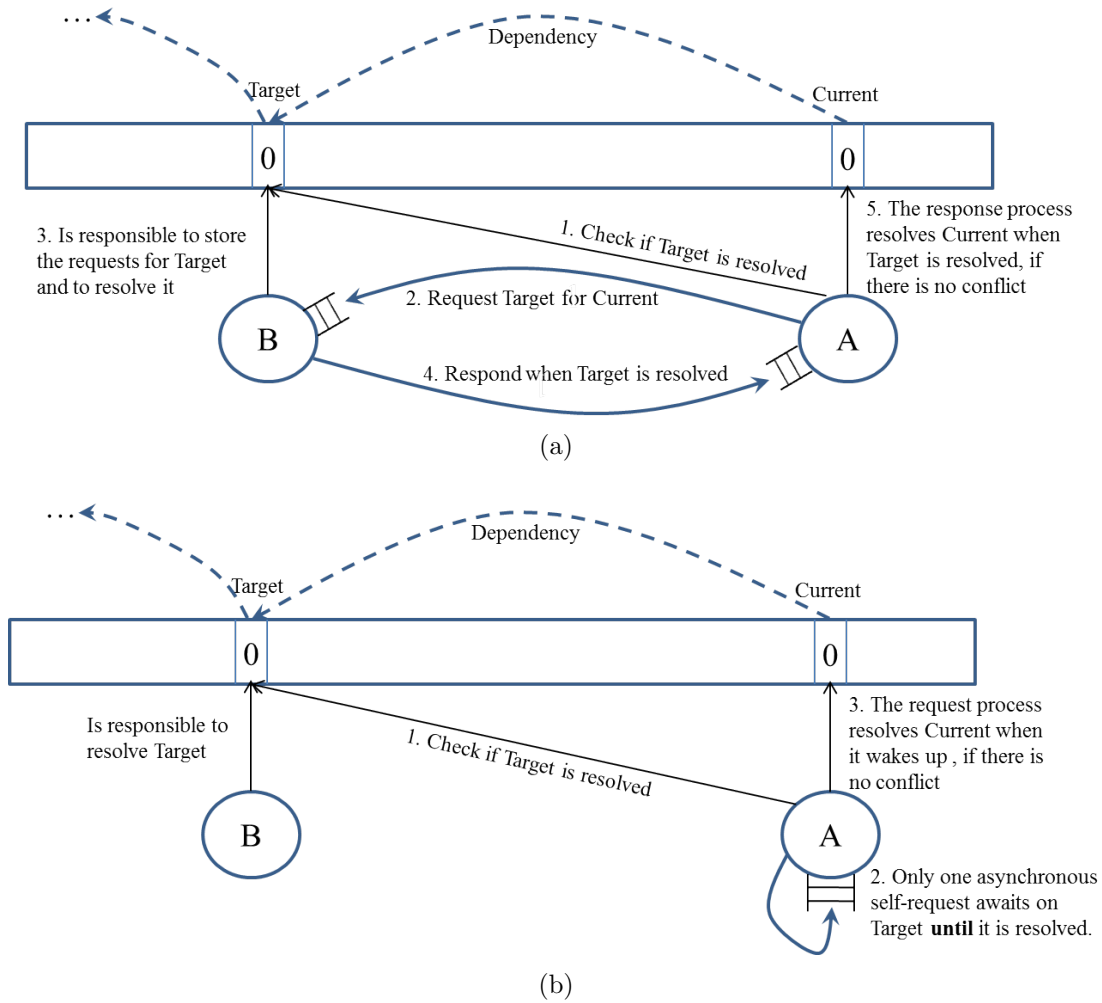 ...
Dependency
Target
Current
0
0
3. Is responsible to store
the requests for Target
and to resolve it
1. Check if Target is resolved
5. The response process
resolves Current when
Target is resolved, if
there is no conflict
2. Request Target for Current
B
A
4. Respond when Target is resolved
(a)
...
Dependency
Target
Current
0
0
Is responsible to
resolve Target
1. Check if Target is resolved
3. The request process
resolves Current when
it wakes up , if there is
no conflict
B
A
2. Only one asynchronous
self-request awaits on
Target until it is resolved.
(b)